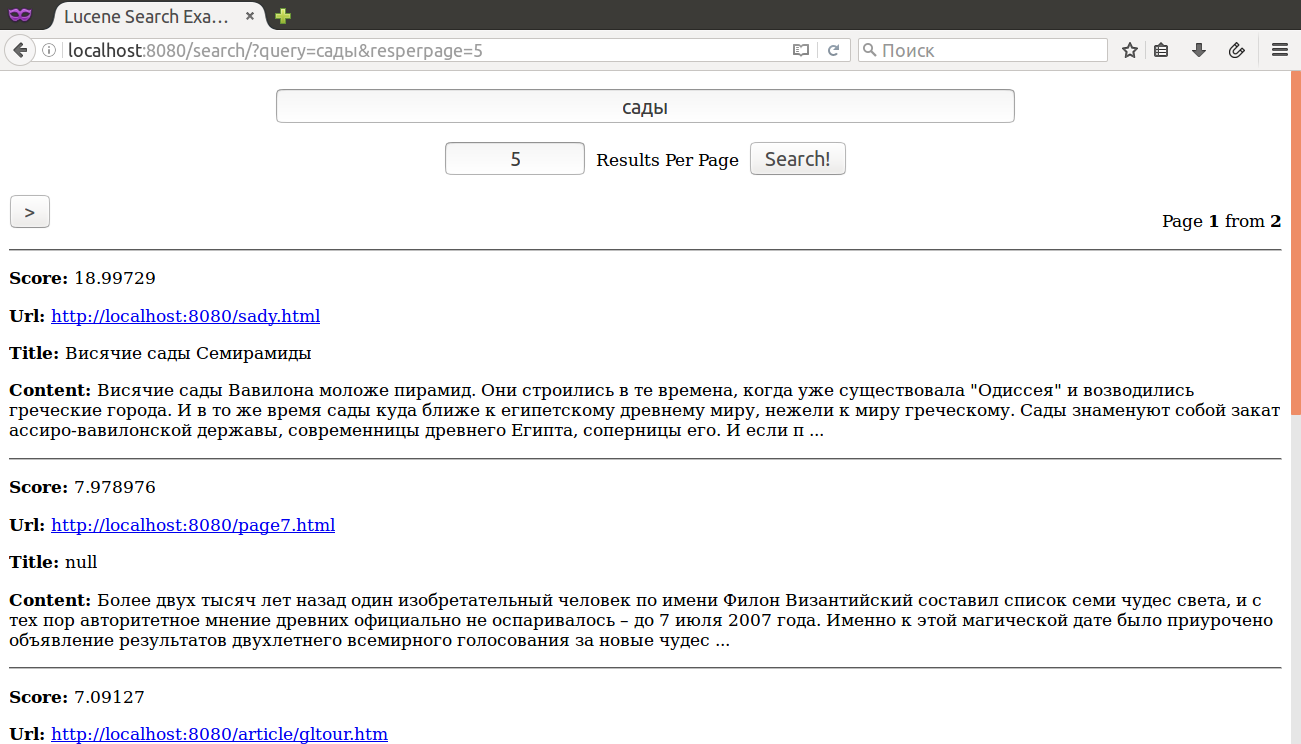 Lucene Search Exa...
localhost:8080/search/?query=сады&resperpage=5
Поиск
сады
5 Results Per Page Search!
>
Page 1 from 2
Score: 18.99729
Url: http://localhost:8080/sady.html
Title: Висячие сады Семирамиды
Content: Висячие сады Вавилона моложе пирамид. Они строились в те времена, когда уже существовала "Одиссея" и возводились
греческие города. И в то же время сады куда ближе к египетскому древнему миру, нежели к миру греческому. Сады знаменуют собой закат
ассиро-вавилонской державы, современницы древнего Египта, соперницы его. И если п ...
Score: 7.978976
Url: http://localhost:8080/page7.html
Title: null
Content: Более двух тысяч лет назад один изобретательный человек по имени Филон Византийский составил список семи чудес света, и с
тех пор авторитетное мнение древних официально не оспаривалось – до 7 июля 2007 года. Именно к этой магической дате было приурочено
объявление результатов двухлетнего всемирного голосования за новые чудес ...
Score: 7.09127
Url: http://localhost:8080/article/gltour.htm